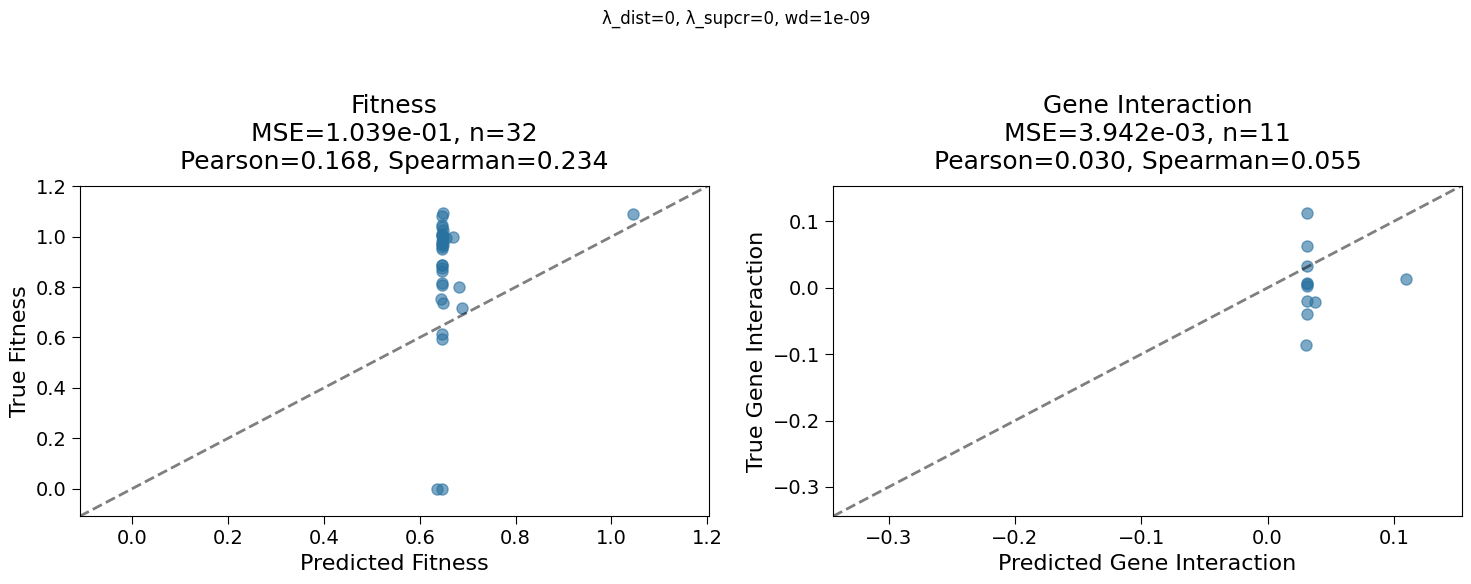 λ_dist=0, λ_supcr=0, wd=1e-09
Fitness
MSE=1.039e-01, n=32
Pearson=0.168, Spearman=0.234
1.2
1.0
0.8
0.6
0.4
0.2
0.0
True Fitness
0.0 0.2 0.4 0.6 0.8 1.0 1.2
Predicted Fitness
Gene Interaction
MSE=3.942e-03, n=11
Pearson=0.030, Spearman=0.055
0.1
0.0
−0.1
−0.2
−0.3
True Gene Interaction
−0.3 −0.2 −0.1 0.0 0.1
Predicted Gene Interaction